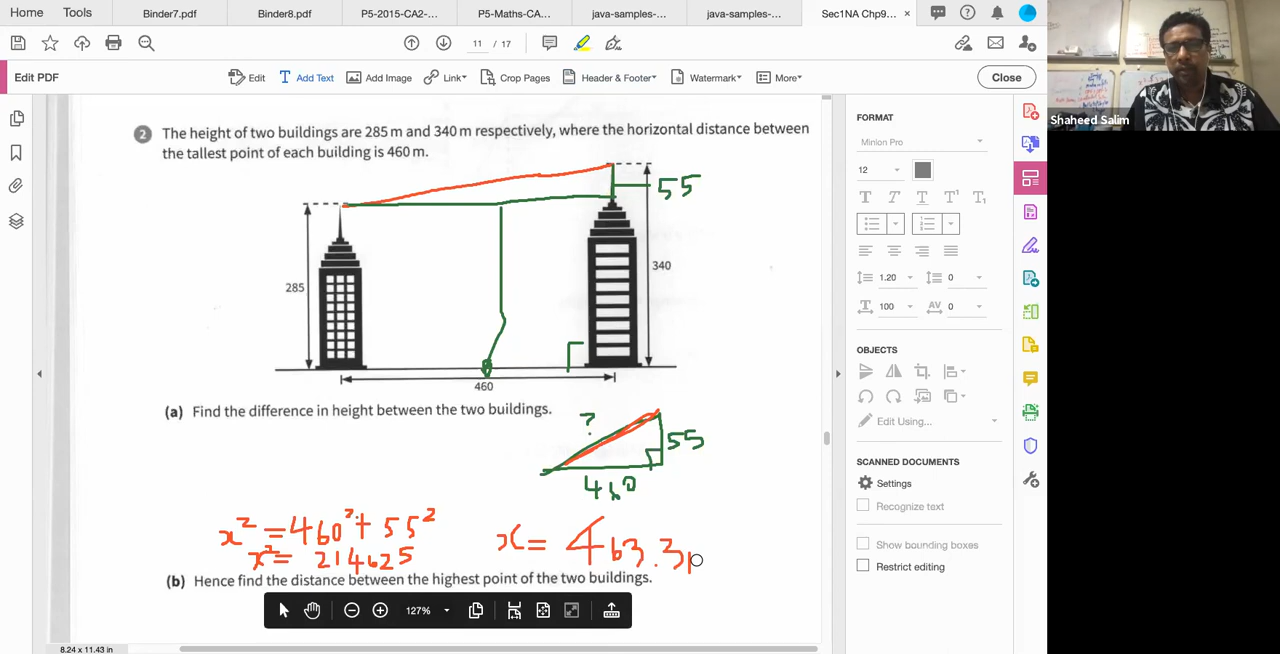 Home Tools Binder7.pdf Binder8.pdf P5-2015-CA2-... P5-Maths-CA... java-samples-... java-samples-... Sec1NA Chp9... ×
11 / 17
Edit PDF Edit Add Text Add Image Link Crop Pages Header & Footer Watermark More Close
Shaheed Salim
2 The height of two buildings are 285 m and 340 m respectively, where the horizontal distance between
the tallest point of each building is 460 m.
55
285
340
460
(a) Find the difference in height between the two buildings.
?
55
460
x² = 460² + 55²
x² = 214625
x = 463.3
(b) Hence find the distance between the highest point of the two buildings.
127%
8.24 x 11.43 in
FORMAT
Minion Pro
12
T T T T¹ T₁
1.20 0
100 AV 0
OBJECTS
Edit Using...
SCANNED DOCUMENTS
Settings
Recognize text
Show bounding boxes
Restrict editing